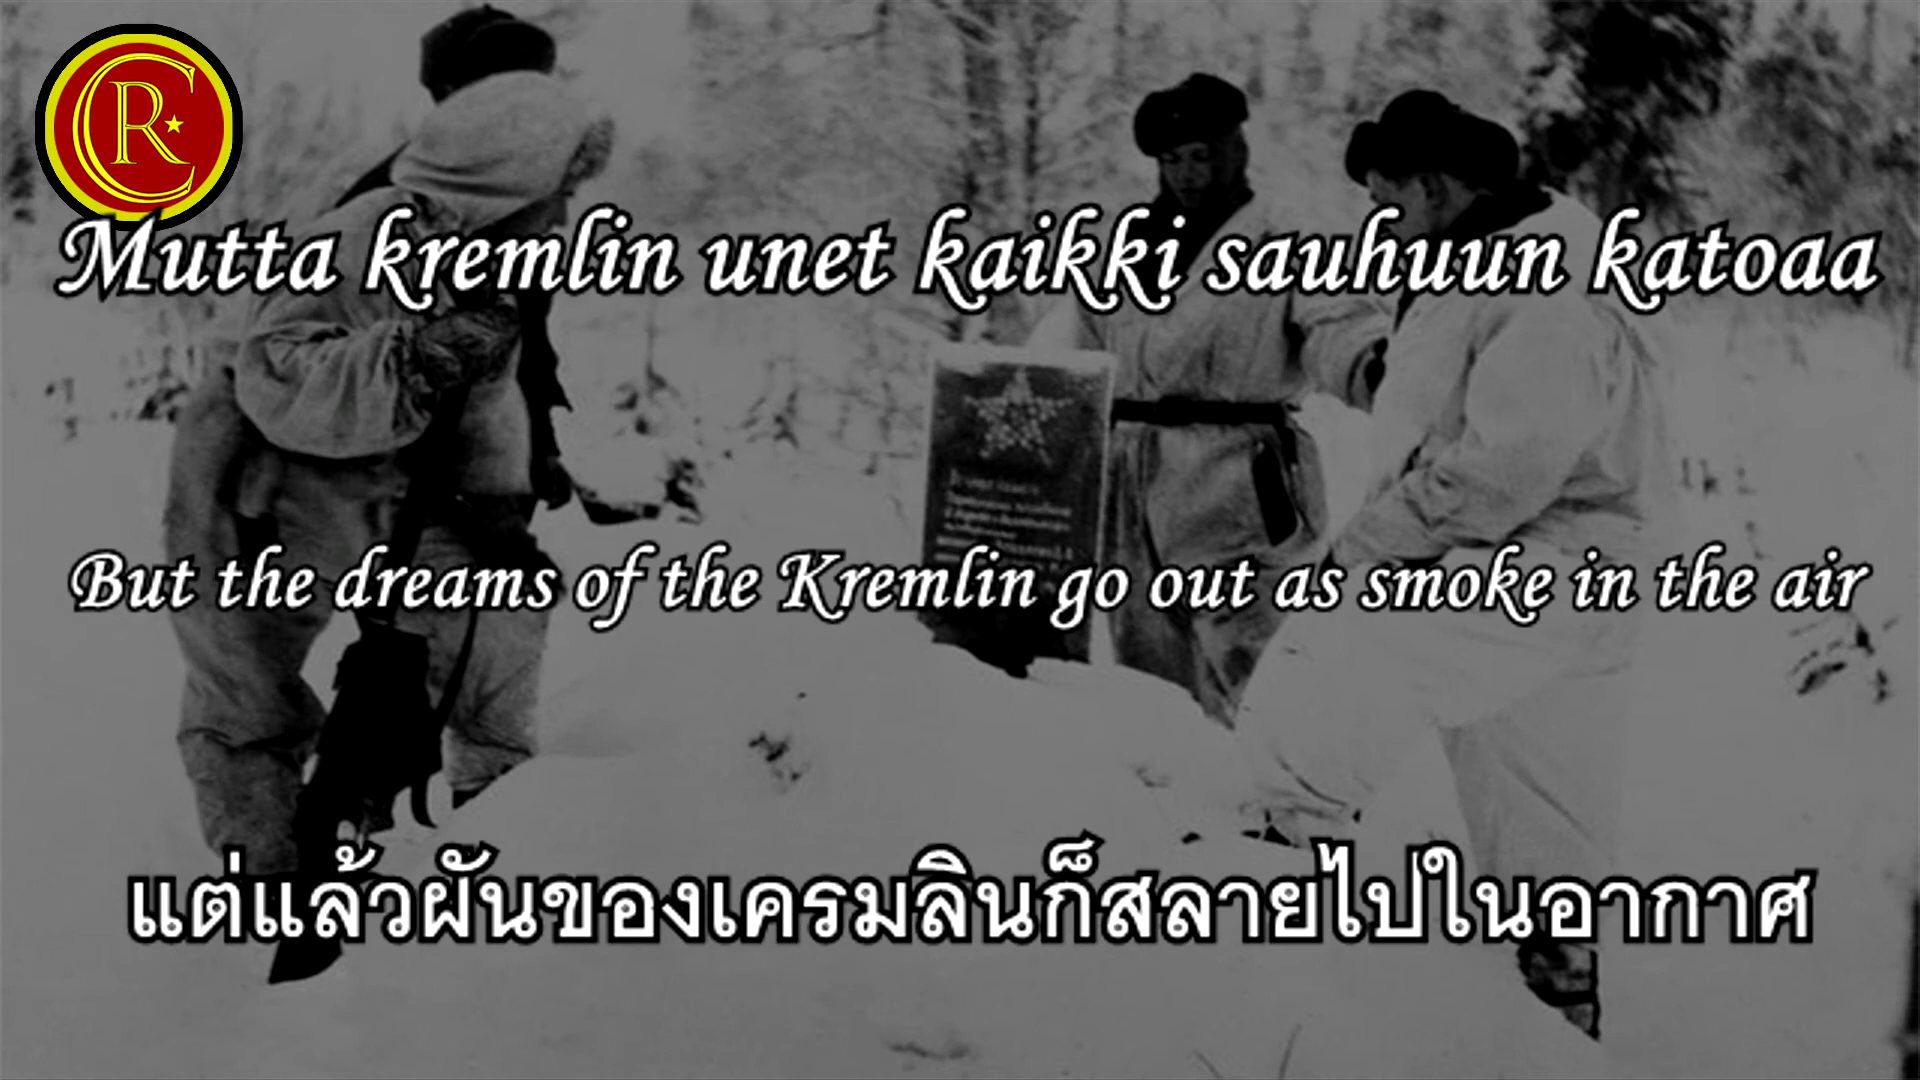 CR
Mutta kremlin unet kaikki sauhuun katoaa
But the dreams of the Kremlin go out as smoke in the air
แต่แล้วผันของเครมลินก็สลายไปในอากาศ